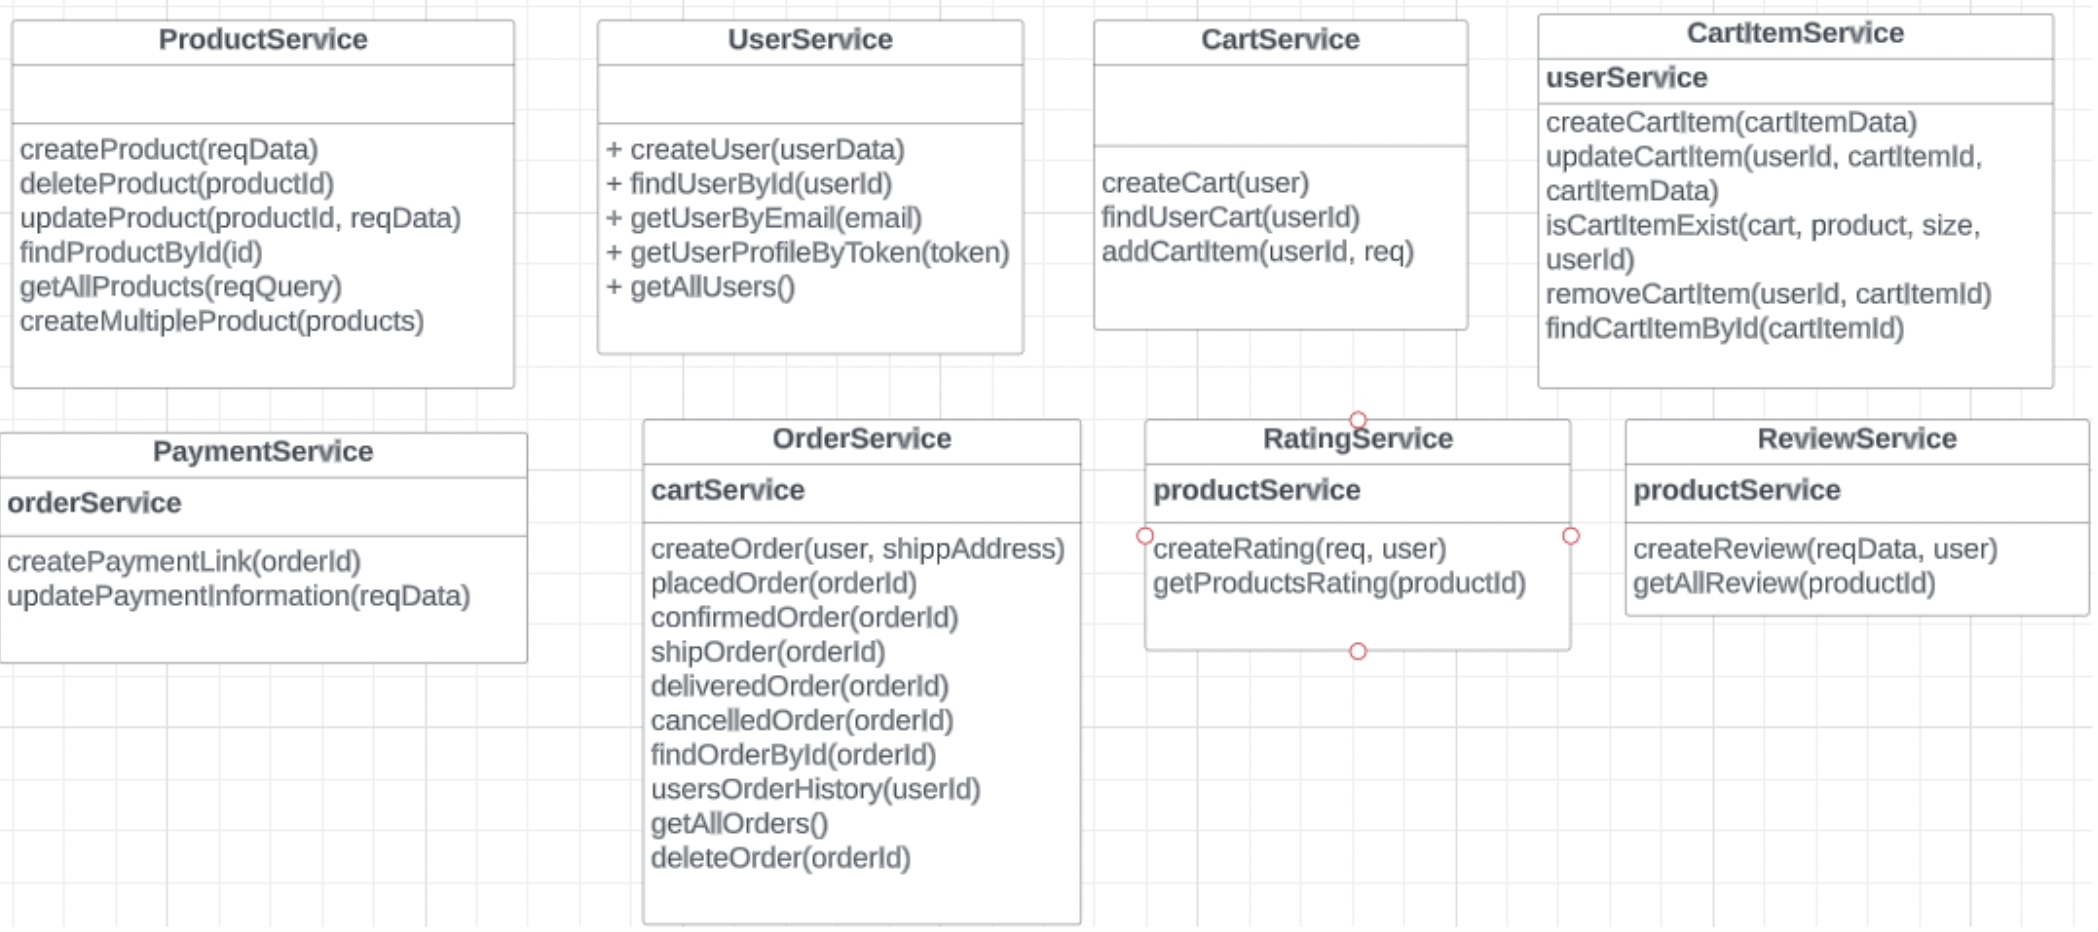 ProductService
createProduct(reqData)
deleteProduct(productId)
updateProduct(productId, reqData)
findProductById(id)
getAllProducts(reqQuery)
createMultipleProduct(products)
UserService
+ createUser(userData)
+ findUserById(userId)
+ getUserByEmail(email)
+ getUserProfileByToken(token)
+ getAllUsers()
CartService
createCart(user)
findUserCart(userId)
addCartItem(userId, req)
CartItemService
userService
createCartItem(cartItemData)
updateCartItem(userId, cartItemId,
cartItemData)
isCartItemExist(cart, product, size,
userId)
removeCartItem(userId, cartItemId)
findCartItemById(cartItemId)
PaymentService
orderService
createPaymentLink(orderId)
updatePaymentInformation(reqData)
OrderService
cartService
createOrder(user, shippAddress)
placedOrder(orderId)
confirmedOrder(orderId)
shipOrder(orderId)
deliveredOrder(orderId)
cancelledOrder(orderId)
findOrderById(orderId)
usersOrderHistory(userId)
getAllOrders()
deleteOrder(orderId)
RatingService
productService
createRating(req, user)
getProductsRating(productId)
ReviewService
productService
createReview(reqData, user)
getAllReview(productId)